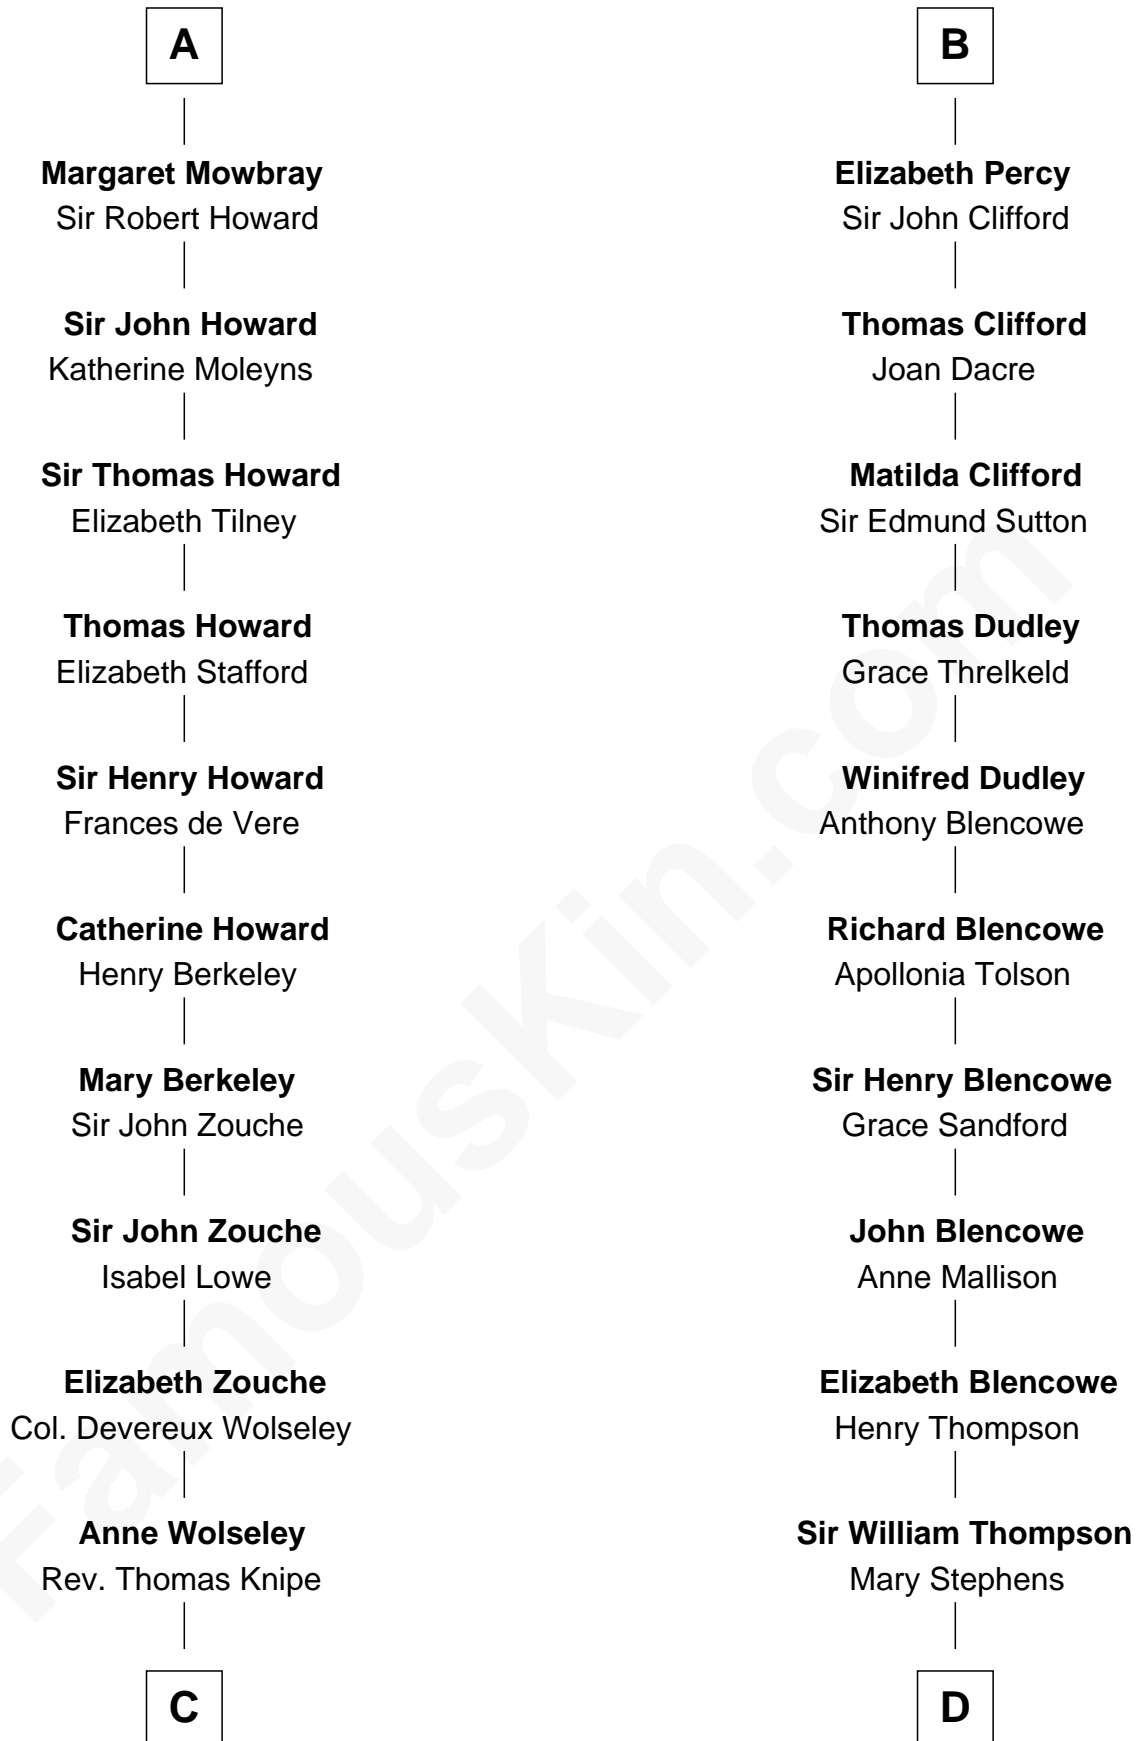 A
Margaret Mowbray
Sir Robert Howard
Sir John Howard
Katherine Moleyns
Sir Thomas Howard
Elizabeth Tilney
Thomas Howard
Elizabeth Stafford
Sir Henry Howard
Frances de Vere
Catherine Howard
Henry Berkeley
Mary Berkeley
Sir John Zouche
Sir John Zouche
Isabel Lowe
Elizabeth Zouche
Col. Devereux Wolseley
Anne Wolseley
Rev. Thomas Knipe
C
B
Elizabeth Percy
Sir John Clifford
Thomas Clifford
Joan Dacre
Matilda Clifford
Sir Edmund Sutton
Thomas Dudley
Grace Threlkeld
Winifred Dudley
Anthony Blencowe
Richard Blencowe
Apollonia Tolson
Sir Henry Blencowe
Grace Sandford
John Blencowe
Anne Mallison
Elizabeth Blencowe
Henry Thompson
Sir William Thompson
Mary Stephens
D
FamousKin.com